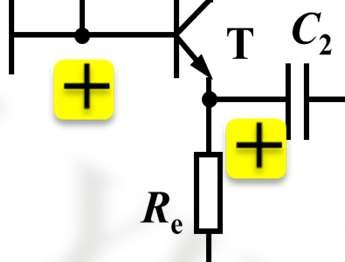 T
C₂
+
+
Rₑ